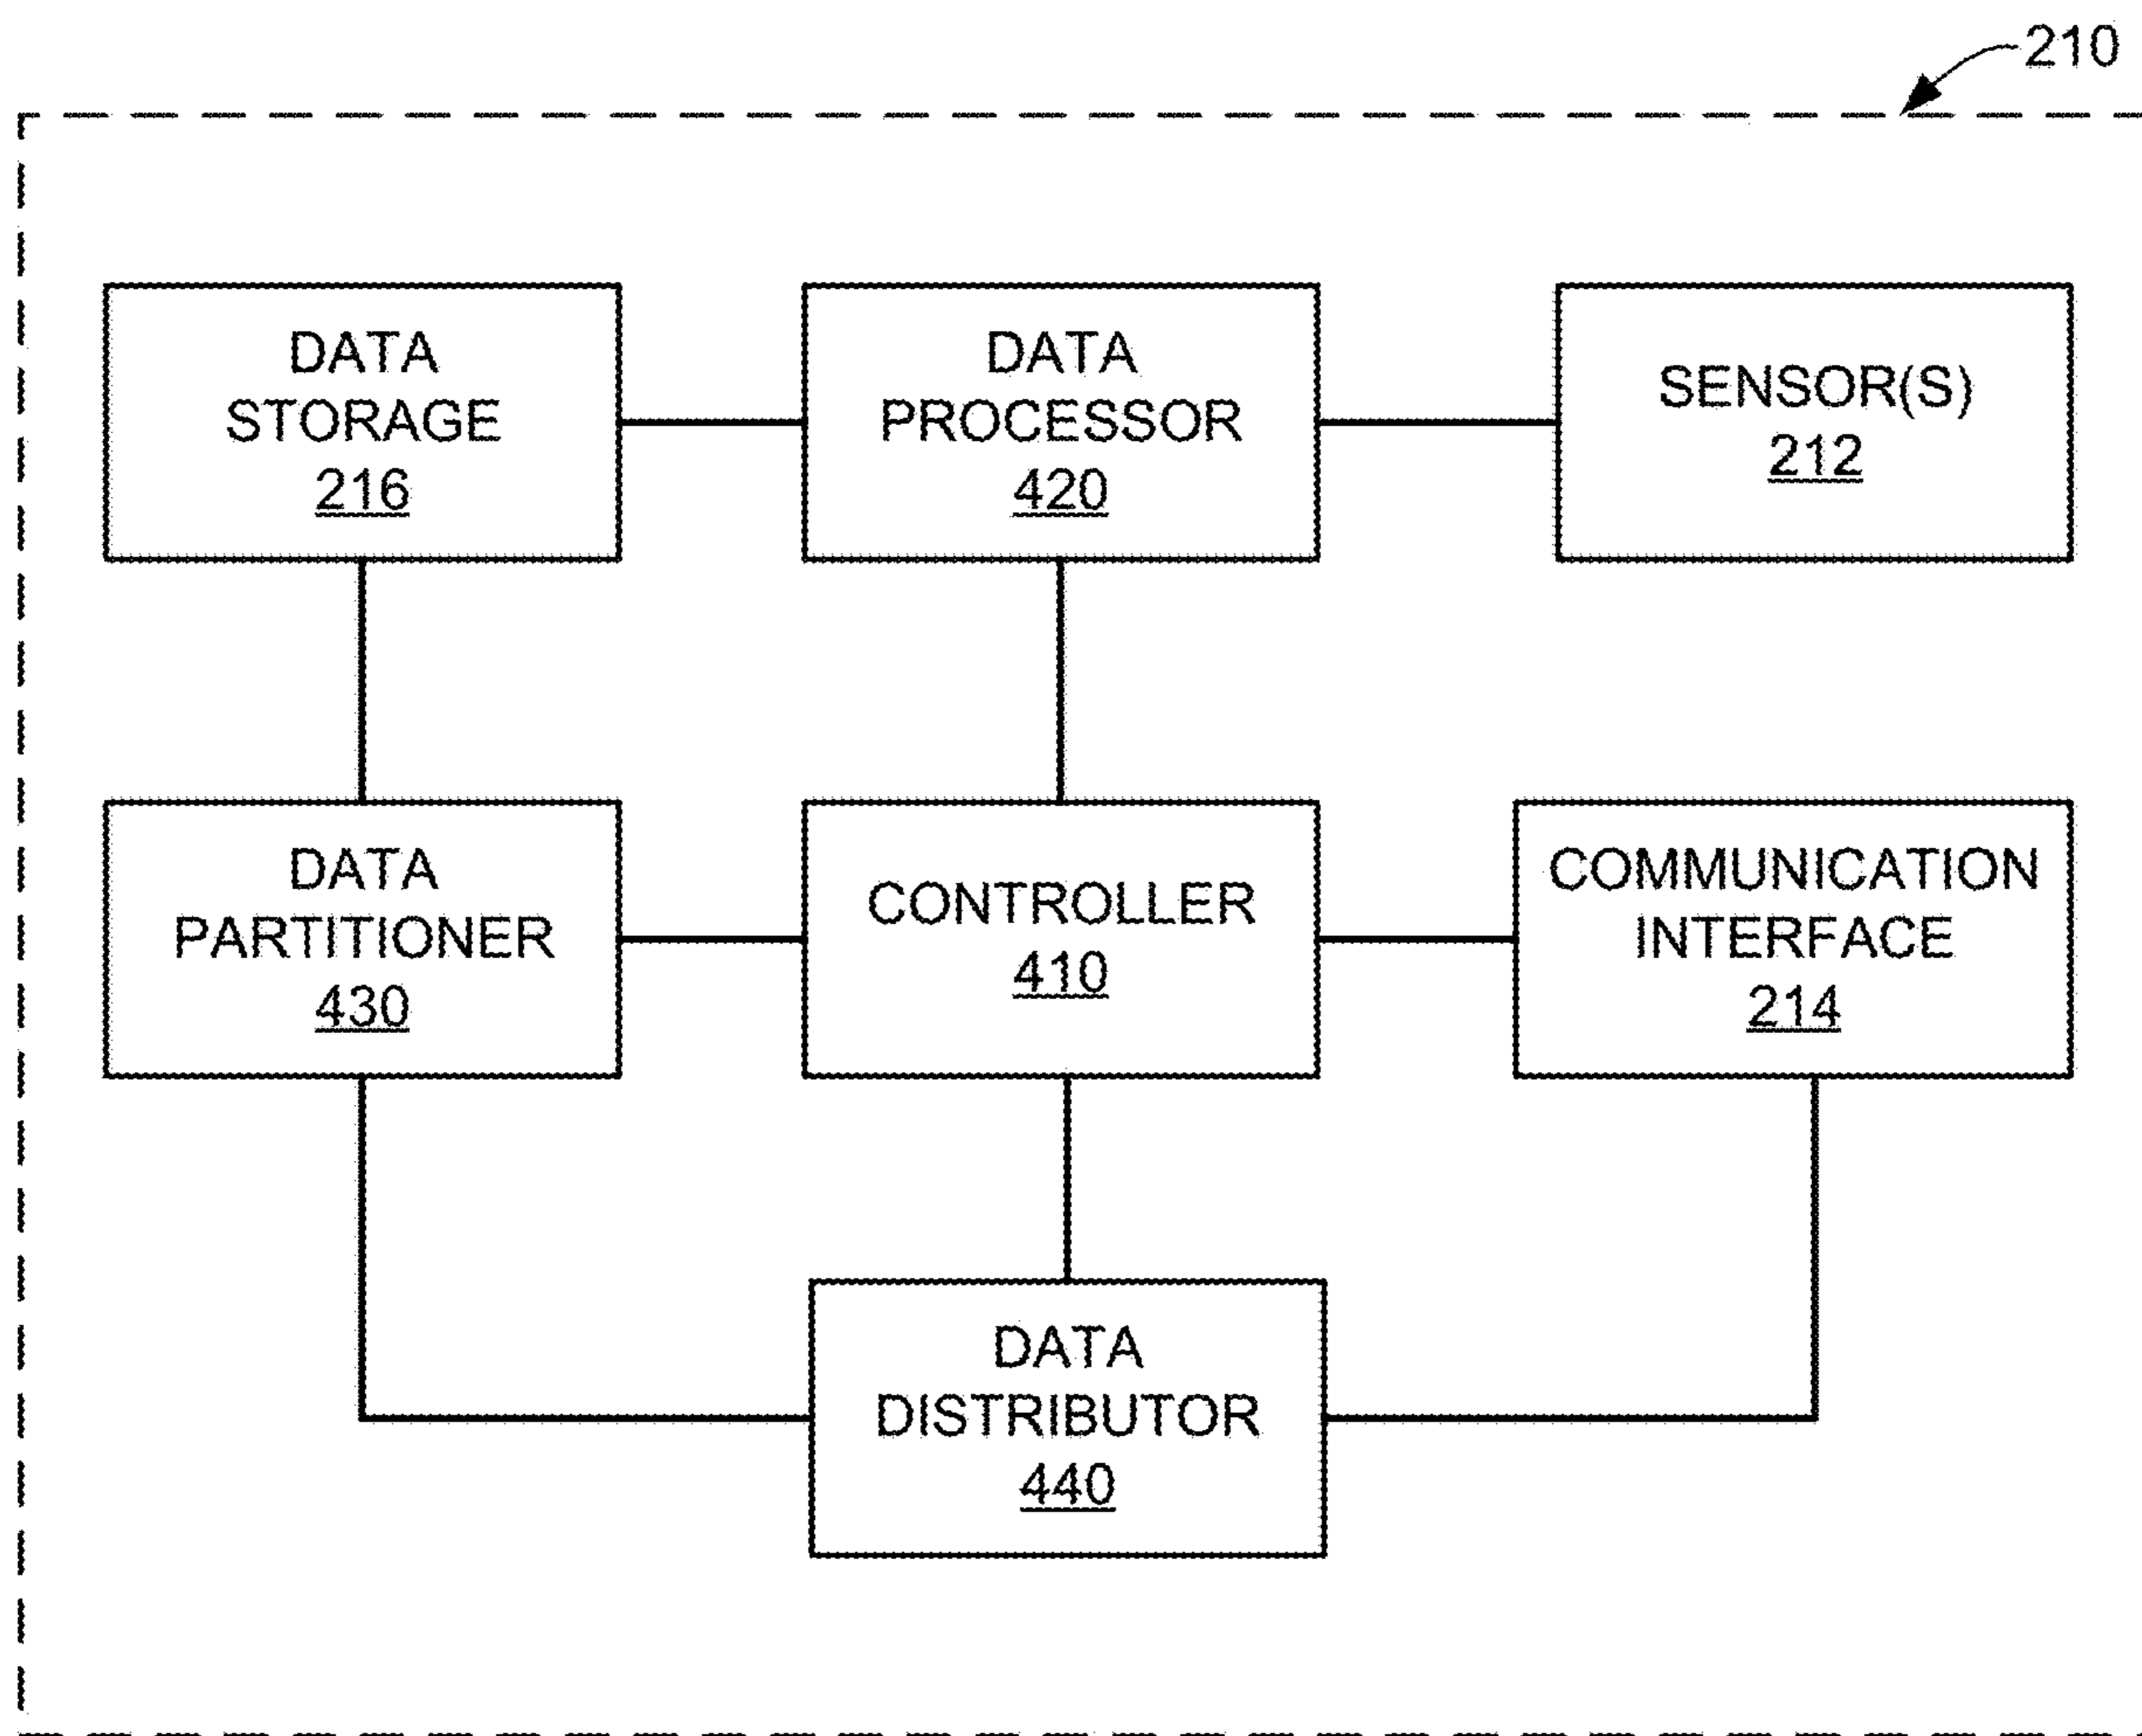 210
DATA
STORAGE
216
DATA
PROCESSOR
420
SENSOR(S)
212
DATA
PARTITIONER
430
CONTROLLER
410
COMMUNICATION
INTERFACE
214
DATA
DISTRIBUTOR
440